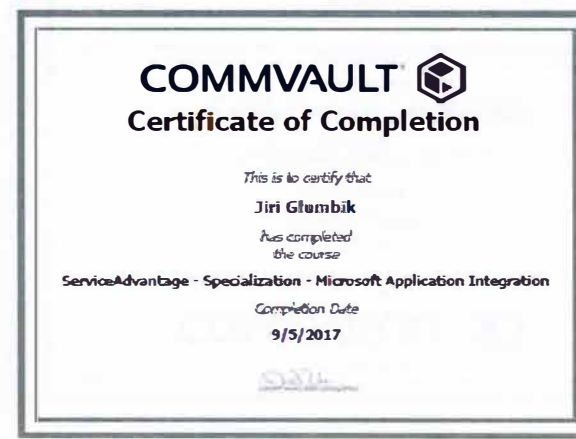 COMMVAULT
Certificate of Completion
This is to certify that
Jiri Glumbik
has completed
the course
ServiceAdvantage - Specialization - Microsoft Application Integration
Completion Date
9/5/2017